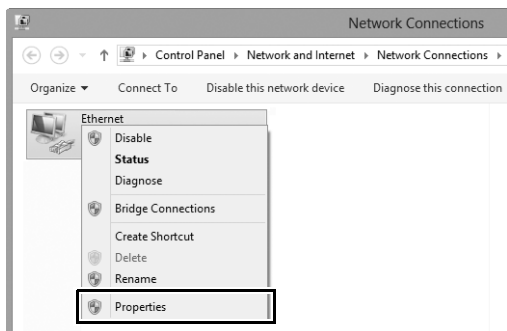 Network Connections
Control Panel Network and Internet Network Connections
Organize Connect To Disable this network device Diagnose this connection
Ethernet
Disable
Status
Diagnose
Bridge Connections
Create Shortcut
Delete
Rename
Properties